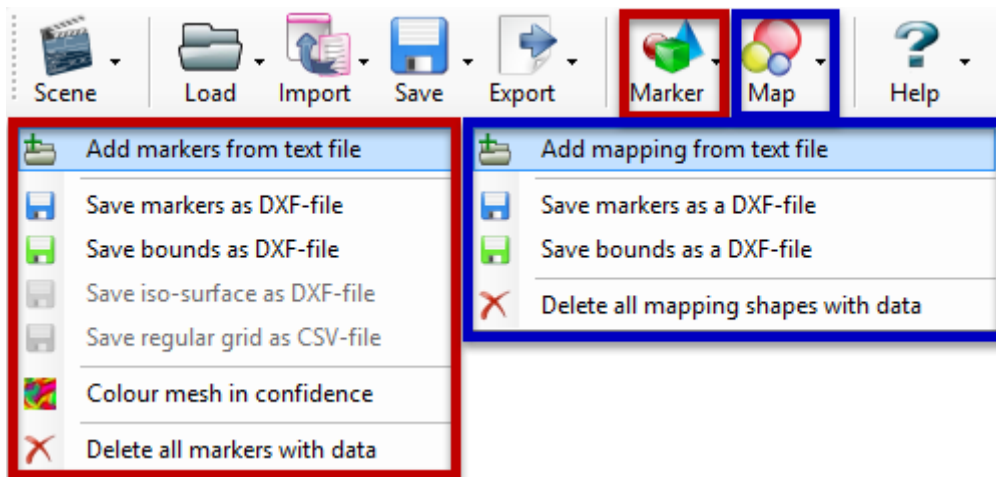 Scene
Load
Import
Save
Export
Marker
Map
Help
Add markers from text file
Save markers as DXF-file
Save bounds as DXF-file
Save iso-surface as DXF-file
Save regular grid as CSV-file
Colour mesh in confidence
Delete all markers with data
Add mapping from text file
Save markers as a DXF-file
Save bounds as a DXF-file
Delete all mapping shapes with data